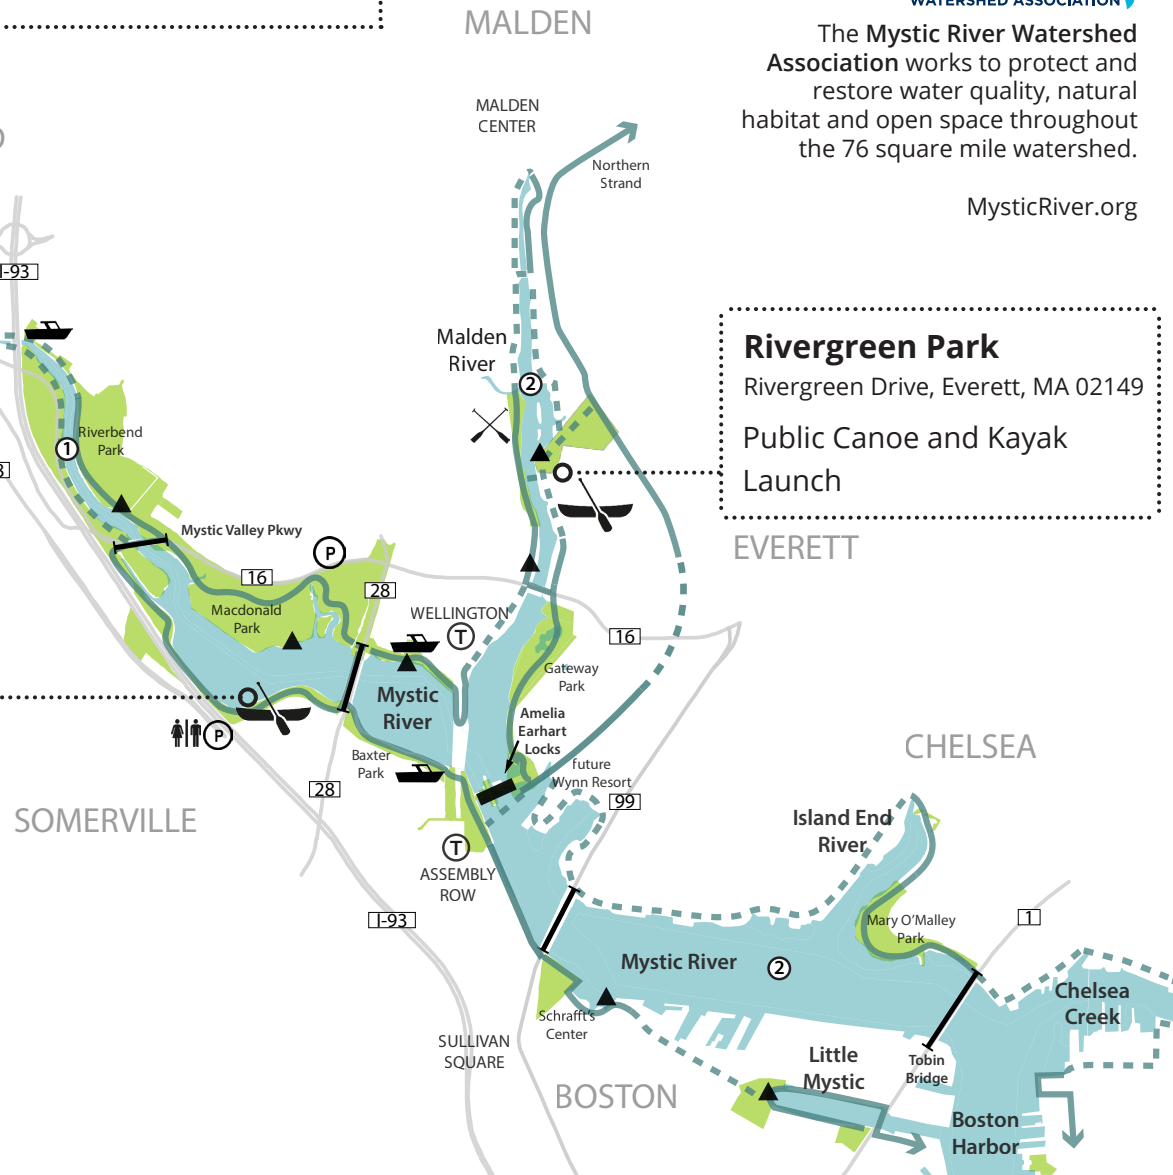 MALDEN
WATERSHED ASSOCIATION
The Mystic River Watershed
Association works to protect and
restore water quality, natural
habitat and open space throughout
the 76 square mile watershed.
MysticRiver.org
MALDEN
CENTER
Northern
Strand
I-93
Malden
River
2
Rivergreen Park
Rivergreen Drive, Everett, MA 02149
Public Canoe and Kayak
Launch
Riverbend
Park
1
3
Mystic Valley Pkwy
P
EVERETT
16
28
Macdonald
Park
WELLINGTON
T
16
Gateway
Park
Mystic
River
Amelia
Earhart
Locks
P
Baxter
Park
future
Wynn Resort
CHELSEA
28
99
SOMERVILLE
Island End
River
T
ASSEMBLY
ROW
I-93
Mary O’Malley
Park
1
Mystic River
2
Chelsea
Creek
Schrafft's
Center
SULLIVAN
SQUARE
Little
Mystic
Tobin
Bridge
BOSTON
Boston
Harbor